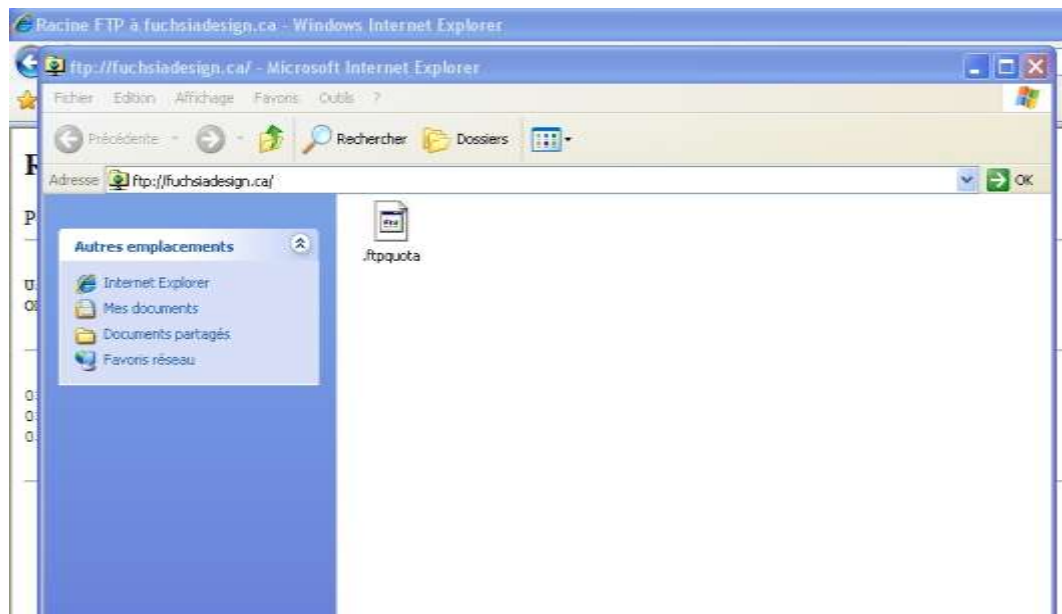 Racine FTP à fuchsiadesign.ca - Windows Internet Explorer
ftp://fuchsiadesign.ca/ - Microsoft Internet Explorer
Fichier Edition Affichage Favoris Outils ?
Précédente Rechercher Dossiers
Adresse ftp://fuchsiadesign.ca/ OK
Autres emplacements
.ftpquota
Internet Explorer
Mes documents
Documents partagés
Favoris réseau